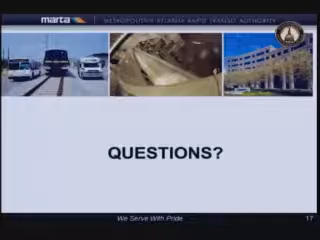 marta METROPOLITAN ATLANTA RAPID TRANSIT AUTHORITY
QUESTIONS?
We Serve With Pride 17